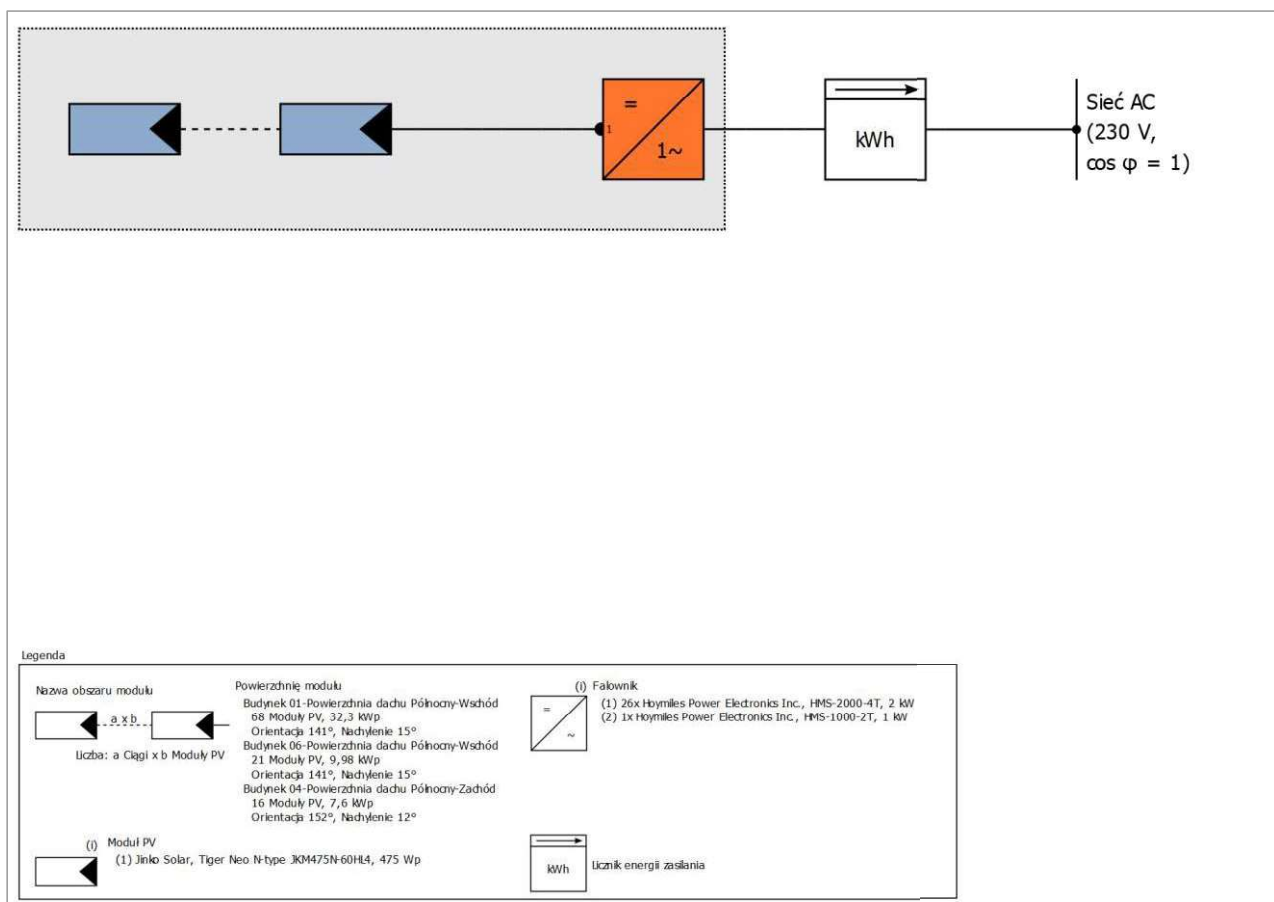 =
1
1~
kWh
Sieć AC
(230 V,
cos φ = 1)
Legenda
Nazwa obszaru modułu
a x b
Liczba: a Ciągi x b Moduły PV
Powierzchnię modułu
Budynek 01-Powierzchnia dachu Północny-Wschód
68 Moduły PV, 32,3 kWp
Orientacja 141°, Nachylenie 15°
Budynek 06-Powierzchnia dachu Północny-Wschód
21 Moduły PV, 9,98 kWp
Orientacja 141°, Nachylenie 15°
Budynek 04-Powierzchnia dachu Północny-Zachód
16 Moduły PV, 7,6 kWp
Orientacja 152°, Nachylenie 12°
(i) Moduł PV
(1) Jinko Solar, Tiger Neo N-type JKM475N-60HL4, 475 Wp
=
~
(i) Falownik
(1) 26x Hoymiles Power Electronics Inc., HMS-2000-4T, 2 kW
(2) 1x Hoymiles Power Electronics Inc., HMS-1000-2T, 1 kW
kWh
Licznik energii zasilania